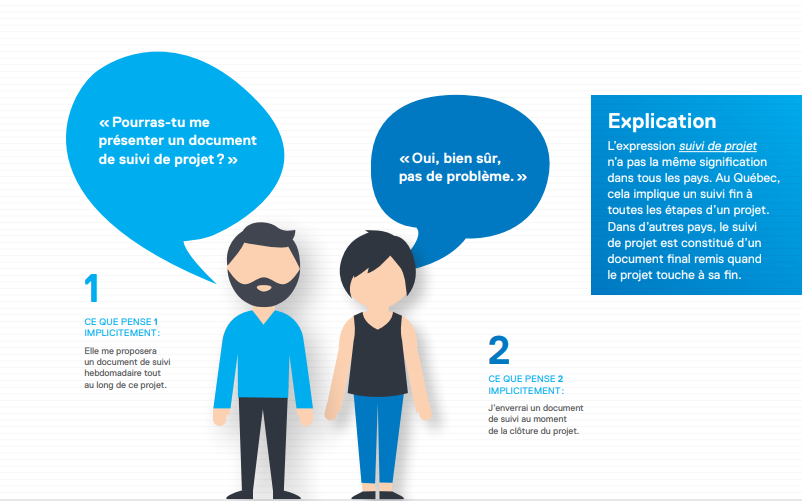 « Pourras-tu me
présenter un document
de suivi de projet ? »
« Oui, bien sûr,
pas de problème. »
Explication
L’expression suivi de projet
n’a pas la même signification
dans tous les pays. Au Québec,
cela implique un suivi fin à
toutes les étapes d’un projet.
Dans d’autres pays, le suivi
de projet est constitué d’un
document final remis quand
le projet touche à sa fin.
1
CE QUE PENSE 1
IMPLICITEMENT :
Elle me proposera
un document de suivi
hebdomadaire tout
au long de ce projet.
2
CE QUE PENSE 2
IMPLICITEMENT :
J’enverrai un document
de suivi au moment
de la clôture du projet.